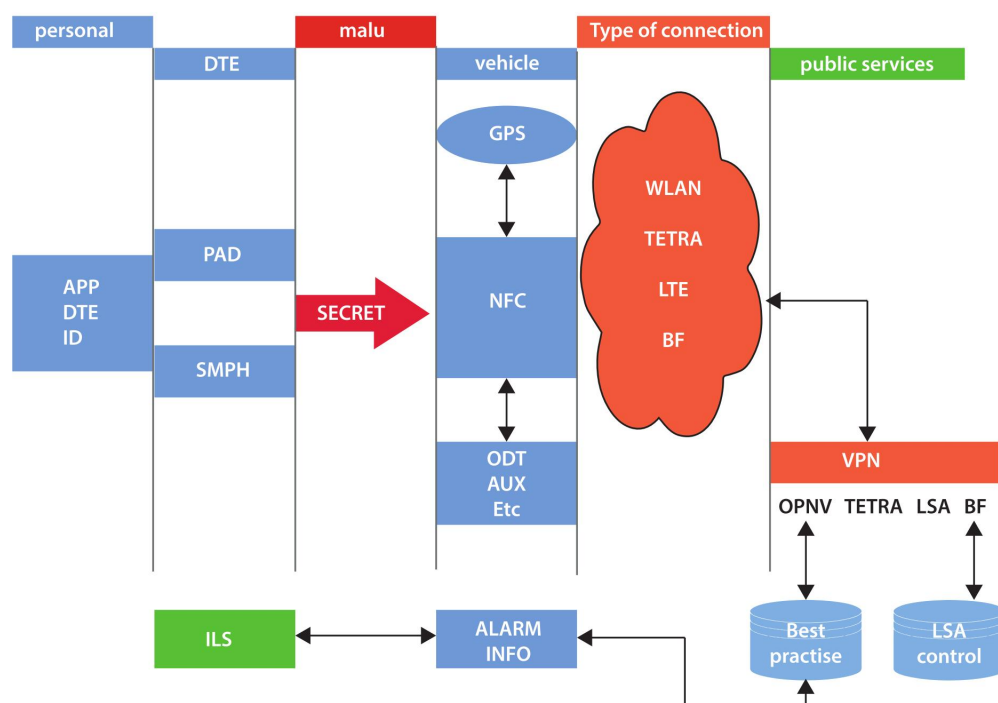 personal
malu
Type of connection
DTE
vehicle
public services
GPS
WLAN
TETRA
LTE
BF
PAD
APP
DTE
ID
SECRET
NFC
SMPH
ODT
AUX
Etc
VPN
OPNV TETRA LSA BF
ILS
ALARM
INFO
Best
practise
LSA
control